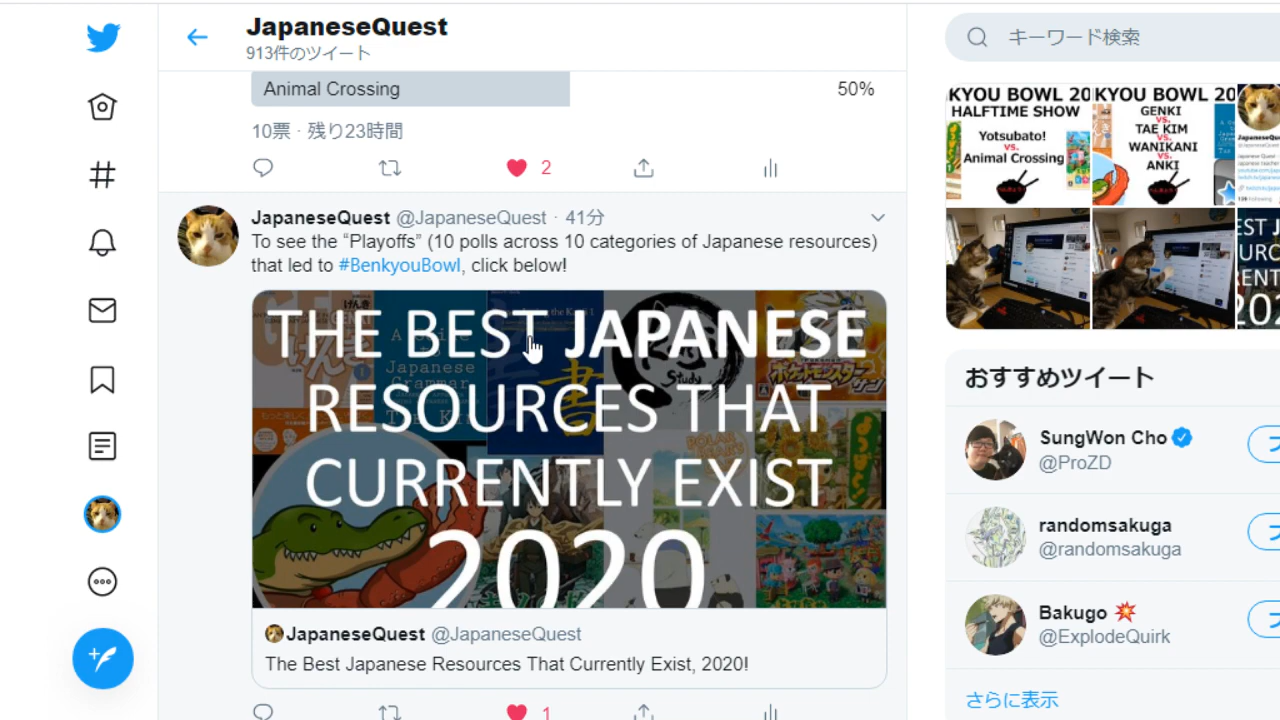 JapaneseQuest
913件のツイート
Animal Crossing
50%
10票 · 残り23時間
2
JapaneseQuest @JapaneseQuest · 41分
To see the “Playoffs” (10 polls across 10 categories of Japanese resources)
that led to #BenkyouBowl, click below!
THE BEST JAPANESE
RESOURCES THAT
CURRENTLY EXIST
2020
JapaneseQuest @JapaneseQuest
The Best Japanese Resources That Currently Exist, 2020!
1
キーワード検索
KYOU BOWL 20
HALFTIME SHOW
Yotsubato!
vs.
Animal Crossing
KYOU BOWL 20
GENKI
vs.
TAE KIM
vs.
WANIKANI
vs.
ANKI
おすすめツイート
SungWon Cho
@ProZD
randomsakuga
@randomsakuga
Bakugo
@ExplodeQuirk
さらに表示